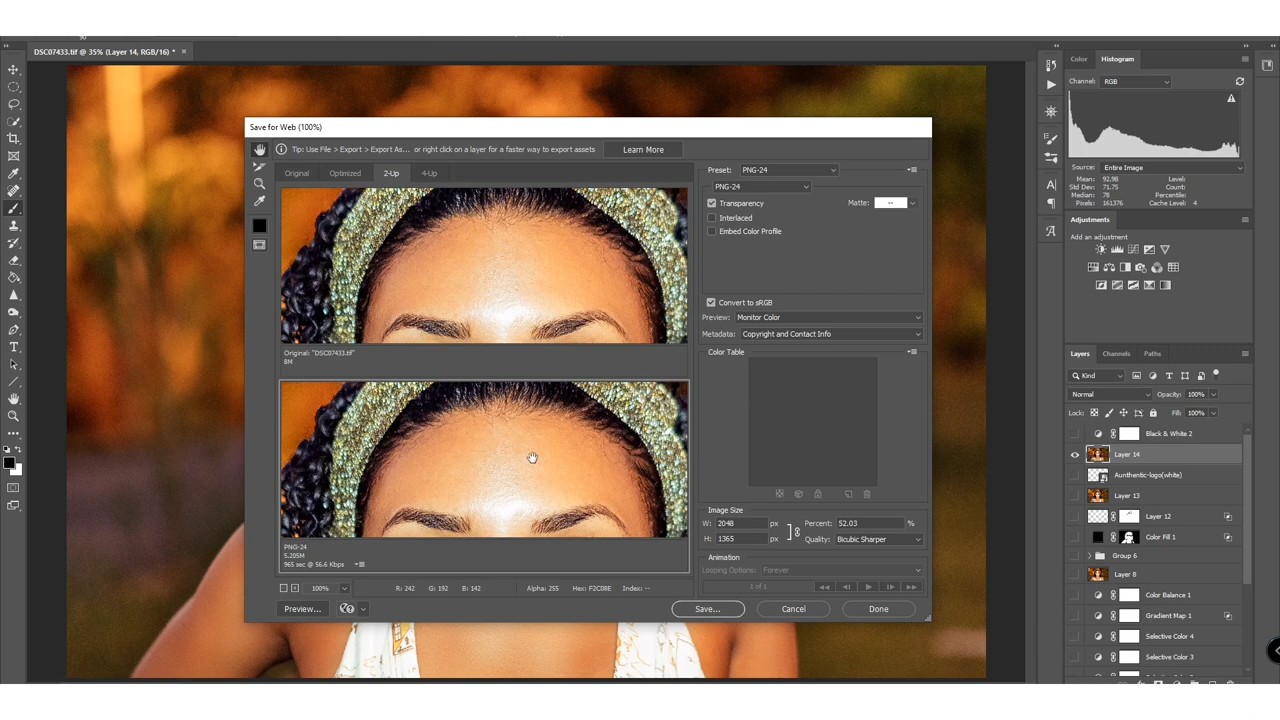 DSC07433.tif @ 35% (Layer 14, RGB/16) * ×
Color Histogram
Channel: RGB
Source: Entire Image
Mean: 92.98 Level:
Std Dev: 71.75 Count:
Median: 78 Percentile:
Pixels: 161376 Cache Level: 4
Adjustments
Add an adjustment
Save for Web (100%)
Tip: Use File > Export > Export As... or right click on a layer for a faster way to export assets Learn More
Original Optimized 2-Up 4-Up
Original: "DSC07433.tif"
8M
PNG-24
5.205M
965 sec @ 56.6 Kbps
Preset: PNG-24
PNG-24
Transparency Matte: --
Interlaced
Embed Color Profile
Convert to sRGB
Preview: Monitor Color
Metadata: Copyright and Contact Info
Color Table
Image Size
W: 2048 px Percent: 52.03 %
H: 1365 px Quality: Bicubic Sharper
Animation
Looping Options: Forever
1 of 1
100% R: 242 G: 192 B: 142 Alpha: 255 Hex: F2C08E Index: --
Preview... Save... Cancel Done
Layers Channels Paths
Kind
Normal Opacity: 100%
Lock: Fill: 100%
Black & White 2
Layer 14
Aunthentic-logo(white)
Layer 13
Layer 12
Color Fill 1
Group 6
Layer 8
Color Balance 1
Gradient Map 1
Selective Color 4
Selective Color 3